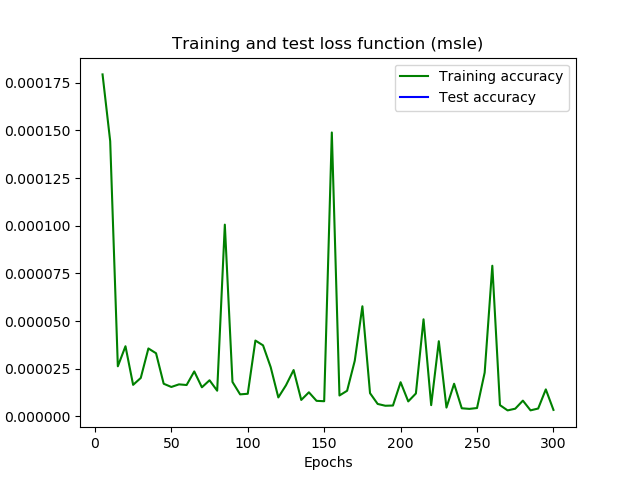 Training and test loss function (msle)
Training accuracy
Test accuracy
0.000175
0.000150
0.000125
0.000100
0.000075
0.000050
0.000025
0.000000
0 50 100 150 200 250 300
Epochs